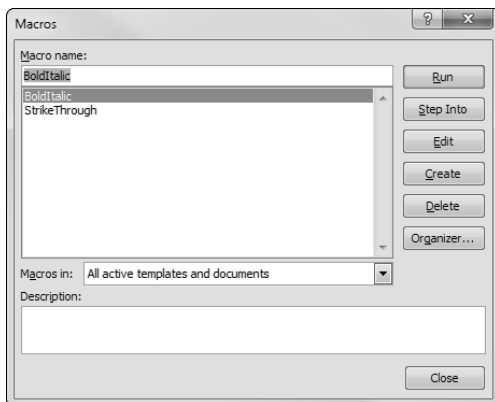 Macros
?
Macro name:
BoldItalic
Run
BoldItalic
StrikeThrough
Step Into
Edit
Create
Delete
Organizer...
Macros in: All active templates and documents
Description:
Close